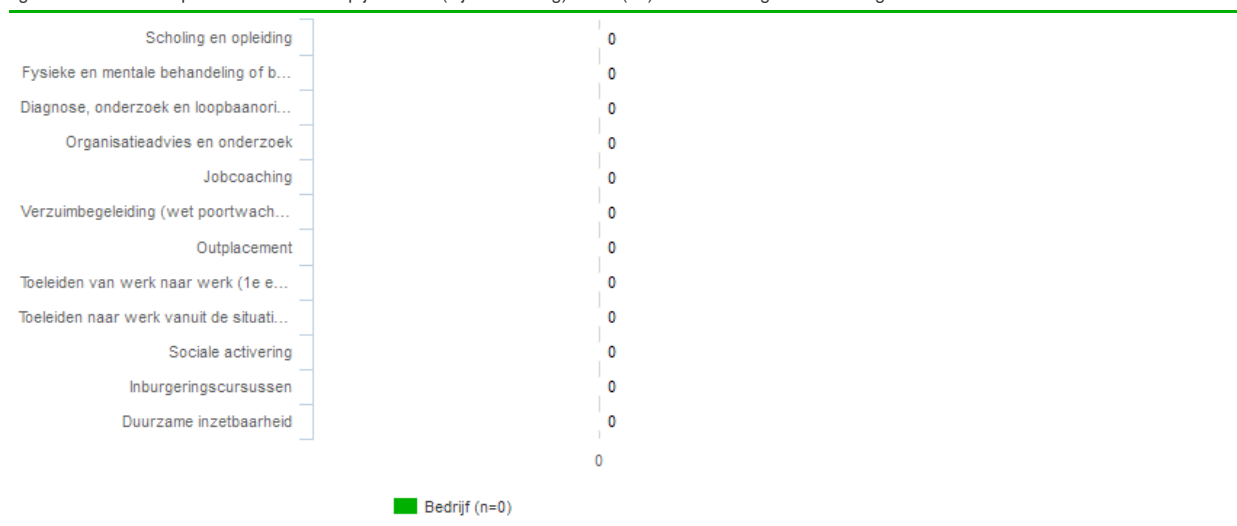 Scholing en opleiding 0
Fysieke en mentale behandeling of b... 0
Diagnose, onderzoek en loopbaanori... 0
Organisatieadvies en onderzoek 0
Jobcoaching 0
Verzuimbegeleiding (wet poortwach... 0
Outplacement 0
Toeleiden van werk naar werk (1e e... 0
Toeleiden naar werk vanuit de situati... 0
Sociale activering 0
Inburgeringscursussen 0
Duurzame inzetbaarheid 0
0
Bedrijf (n=0)